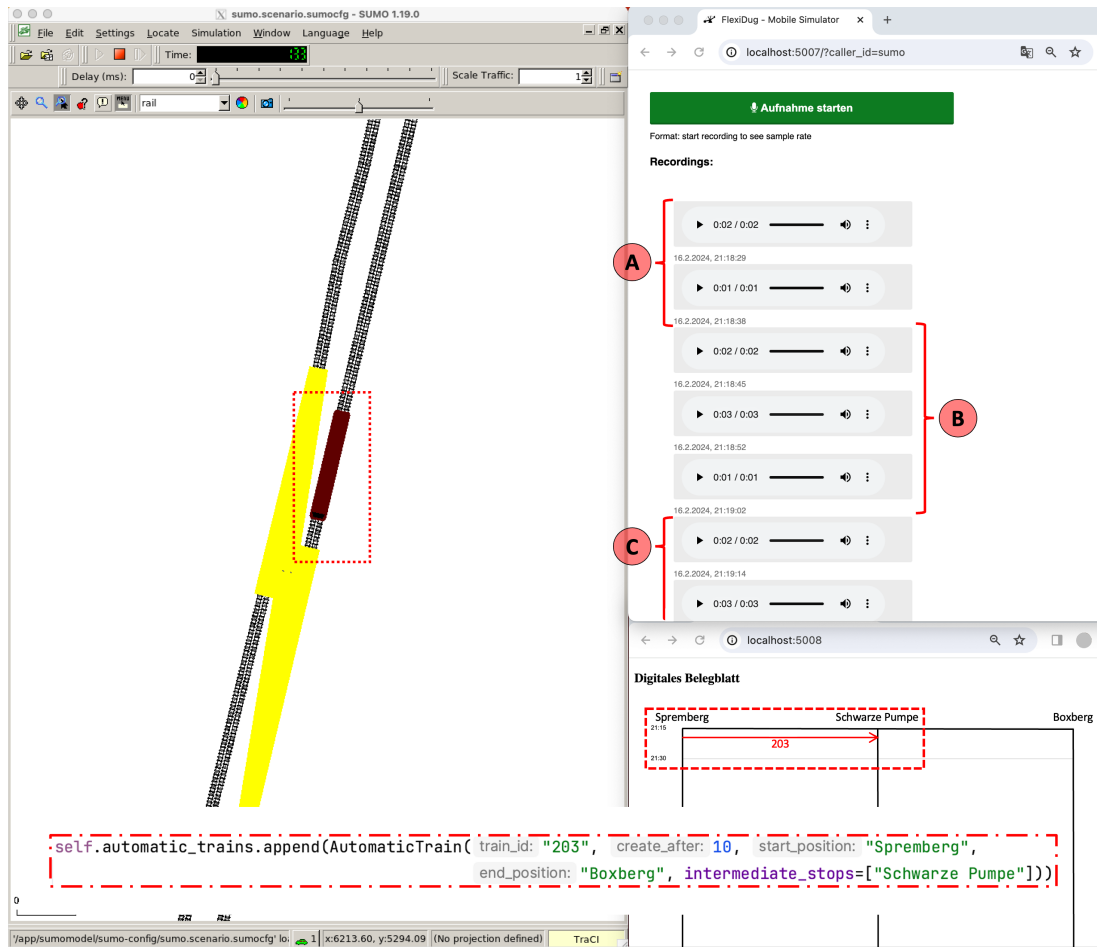 sumo.scenario.sumocfg - SUMO 1.19.0
File Edit Settings Locate Simulation Window Language Help
Time: 133
Delay (ms): 0 Scale Traffic: 1
rail
FlexiDug - Mobile Simulator
localhost:5007/?caller_id=sumo
Aufnahme starten
Format: start recording to see sample rate
Recordings:
0:02 / 0:02
16.2.2024, 21:18:29
A
0:01 / 0:01
16.2.2024, 21:18:38
0:02 / 0:02
16.2.2024, 21:18:45
0:03 / 0:03
B
16.2.2024, 21:18:52
0:01 / 0:01
16.2.2024, 21:19:02
0:02 / 0:02
C
16.2.2024, 21:19:14
0:03 / 0:03
localhost:5008
Digitales Belegblatt
Spremberg Schwarze Pumpe Boxberg
21:15
203
21:30
self.automatic_trains.append(AutomaticTrain( train_id: "203", create_after: 10, start_position: "Spremberg",
end_position: "Boxberg", intermediate_stops=["Schwarze Pumpe"]))
0
'/app/sumomodel/sumo-config/sumo.scenario.sumocfg' lo 1 x:6213.60, y:5294.09 (No projection defined) TraCI